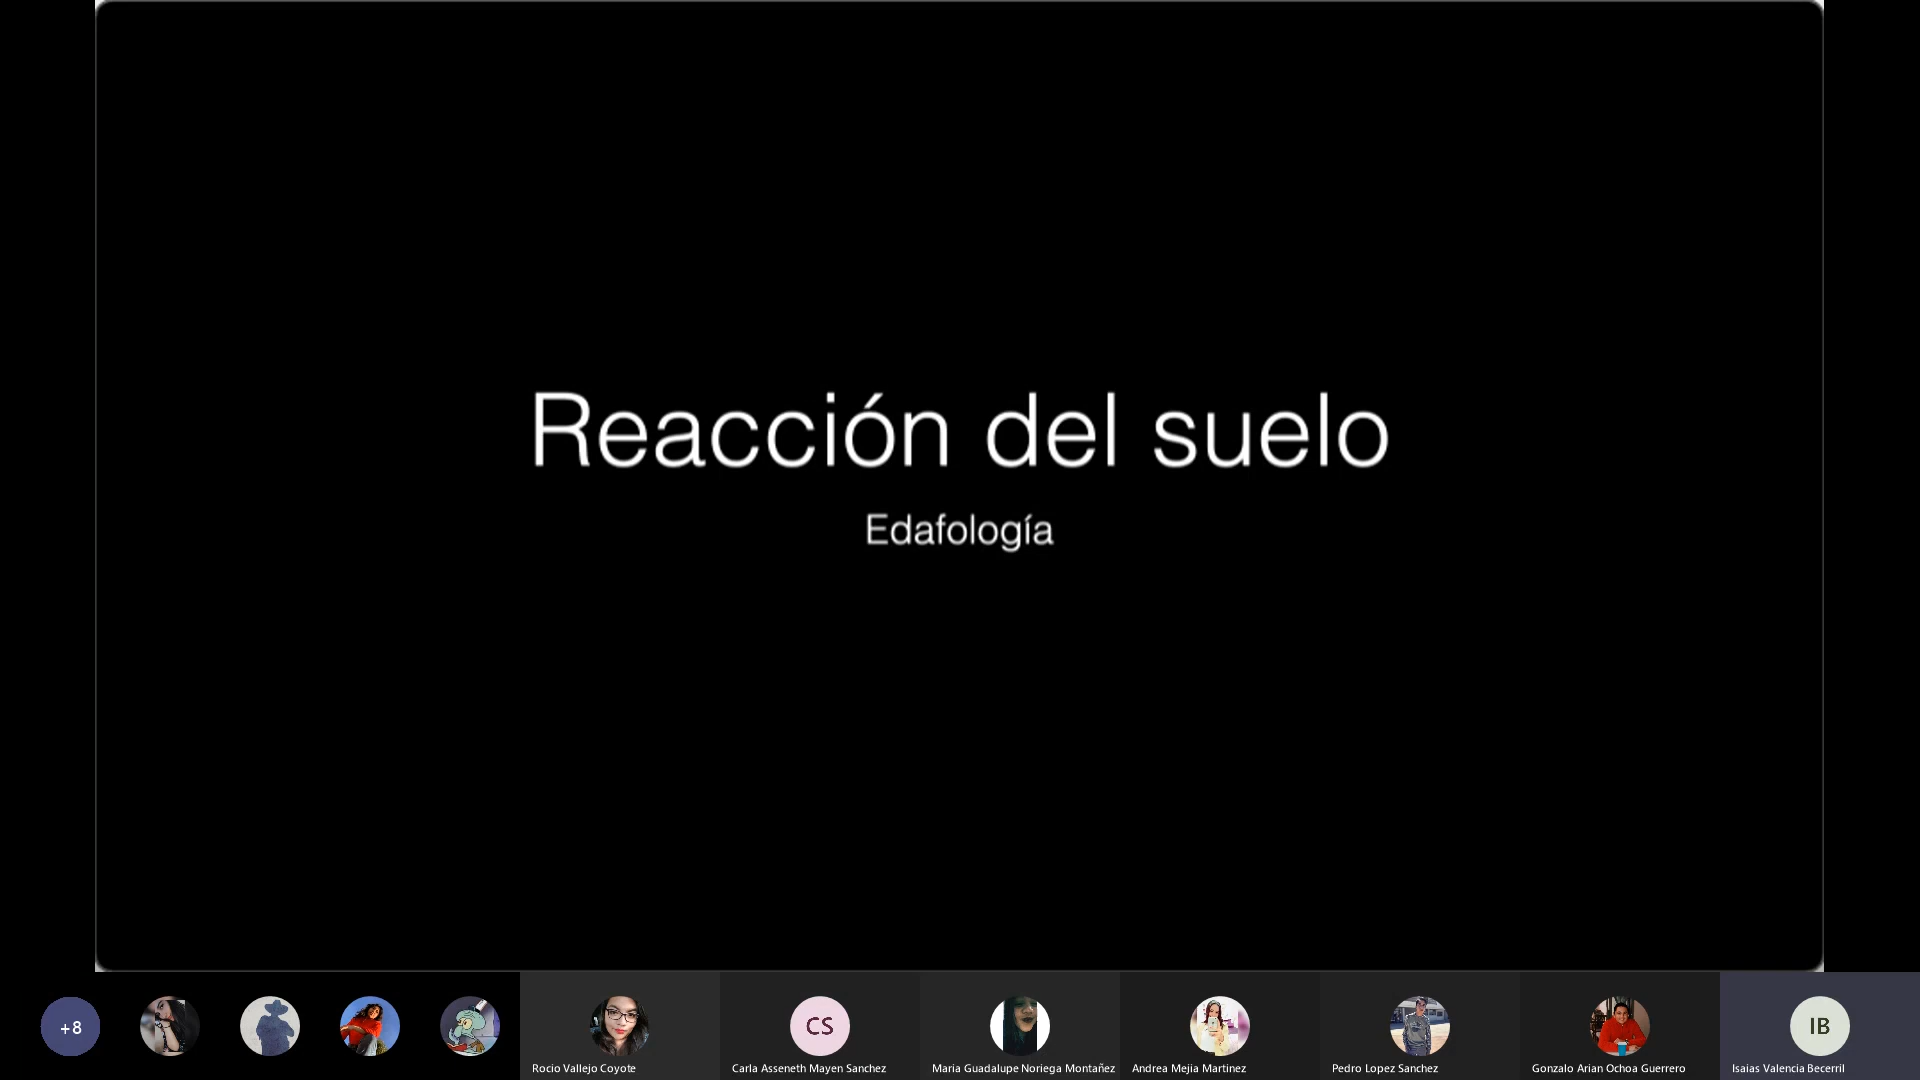 Reacción del suelo
Edafología
+8
CS
IB
Rocio Vallejo Coyote
Carla Asseneth Mayen Sanchez
Maria Guadalupe Noriega Montañez
Andrea Mejia Martinez
Pedro Lopez Sanchez
Gonzalo Arian Ochoa Guerrero
Isaias Valencia Becerril